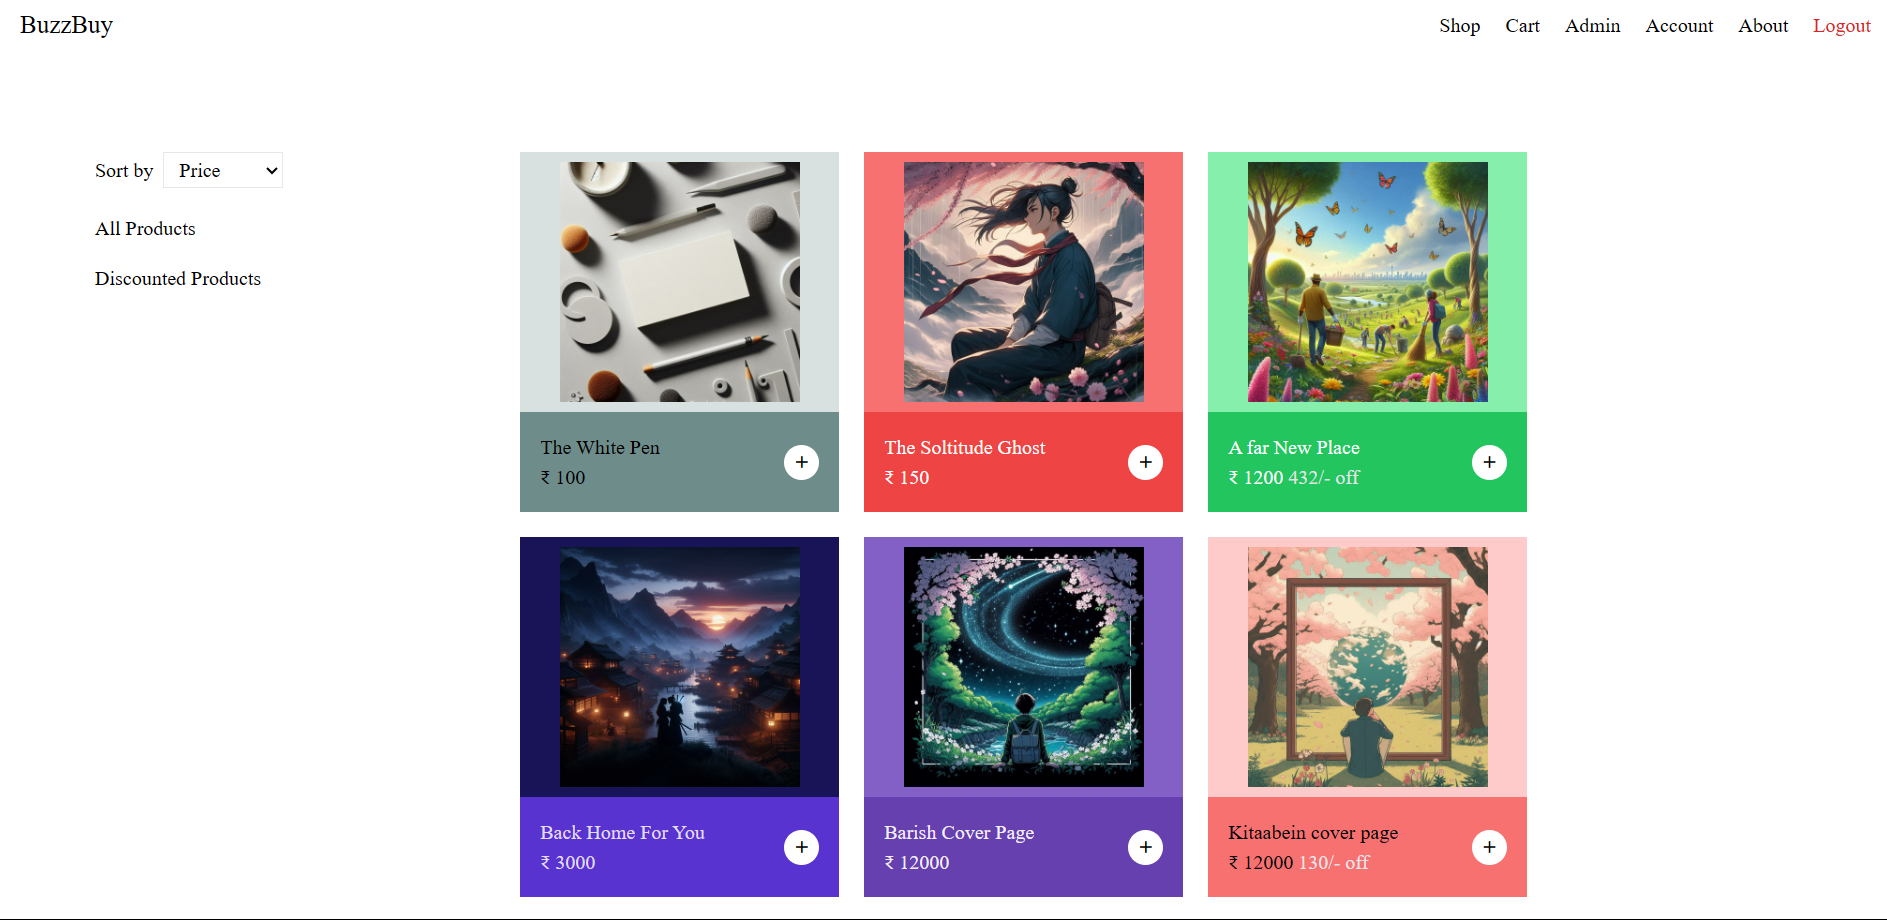 BuzzBuy
Shop Cart Admin Account About Logout
Sort by Price
All Products
Discounted Products
The White Pen
₹ 100
+
The Soltitude Ghost
₹ 150
+
A far New Place
₹ 1200 432/- off
+
Back Home For You
₹ 3000
+
Barish Cover Page
₹ 12000
+
Kitaabein cover page
₹ 12000 130/- off
+